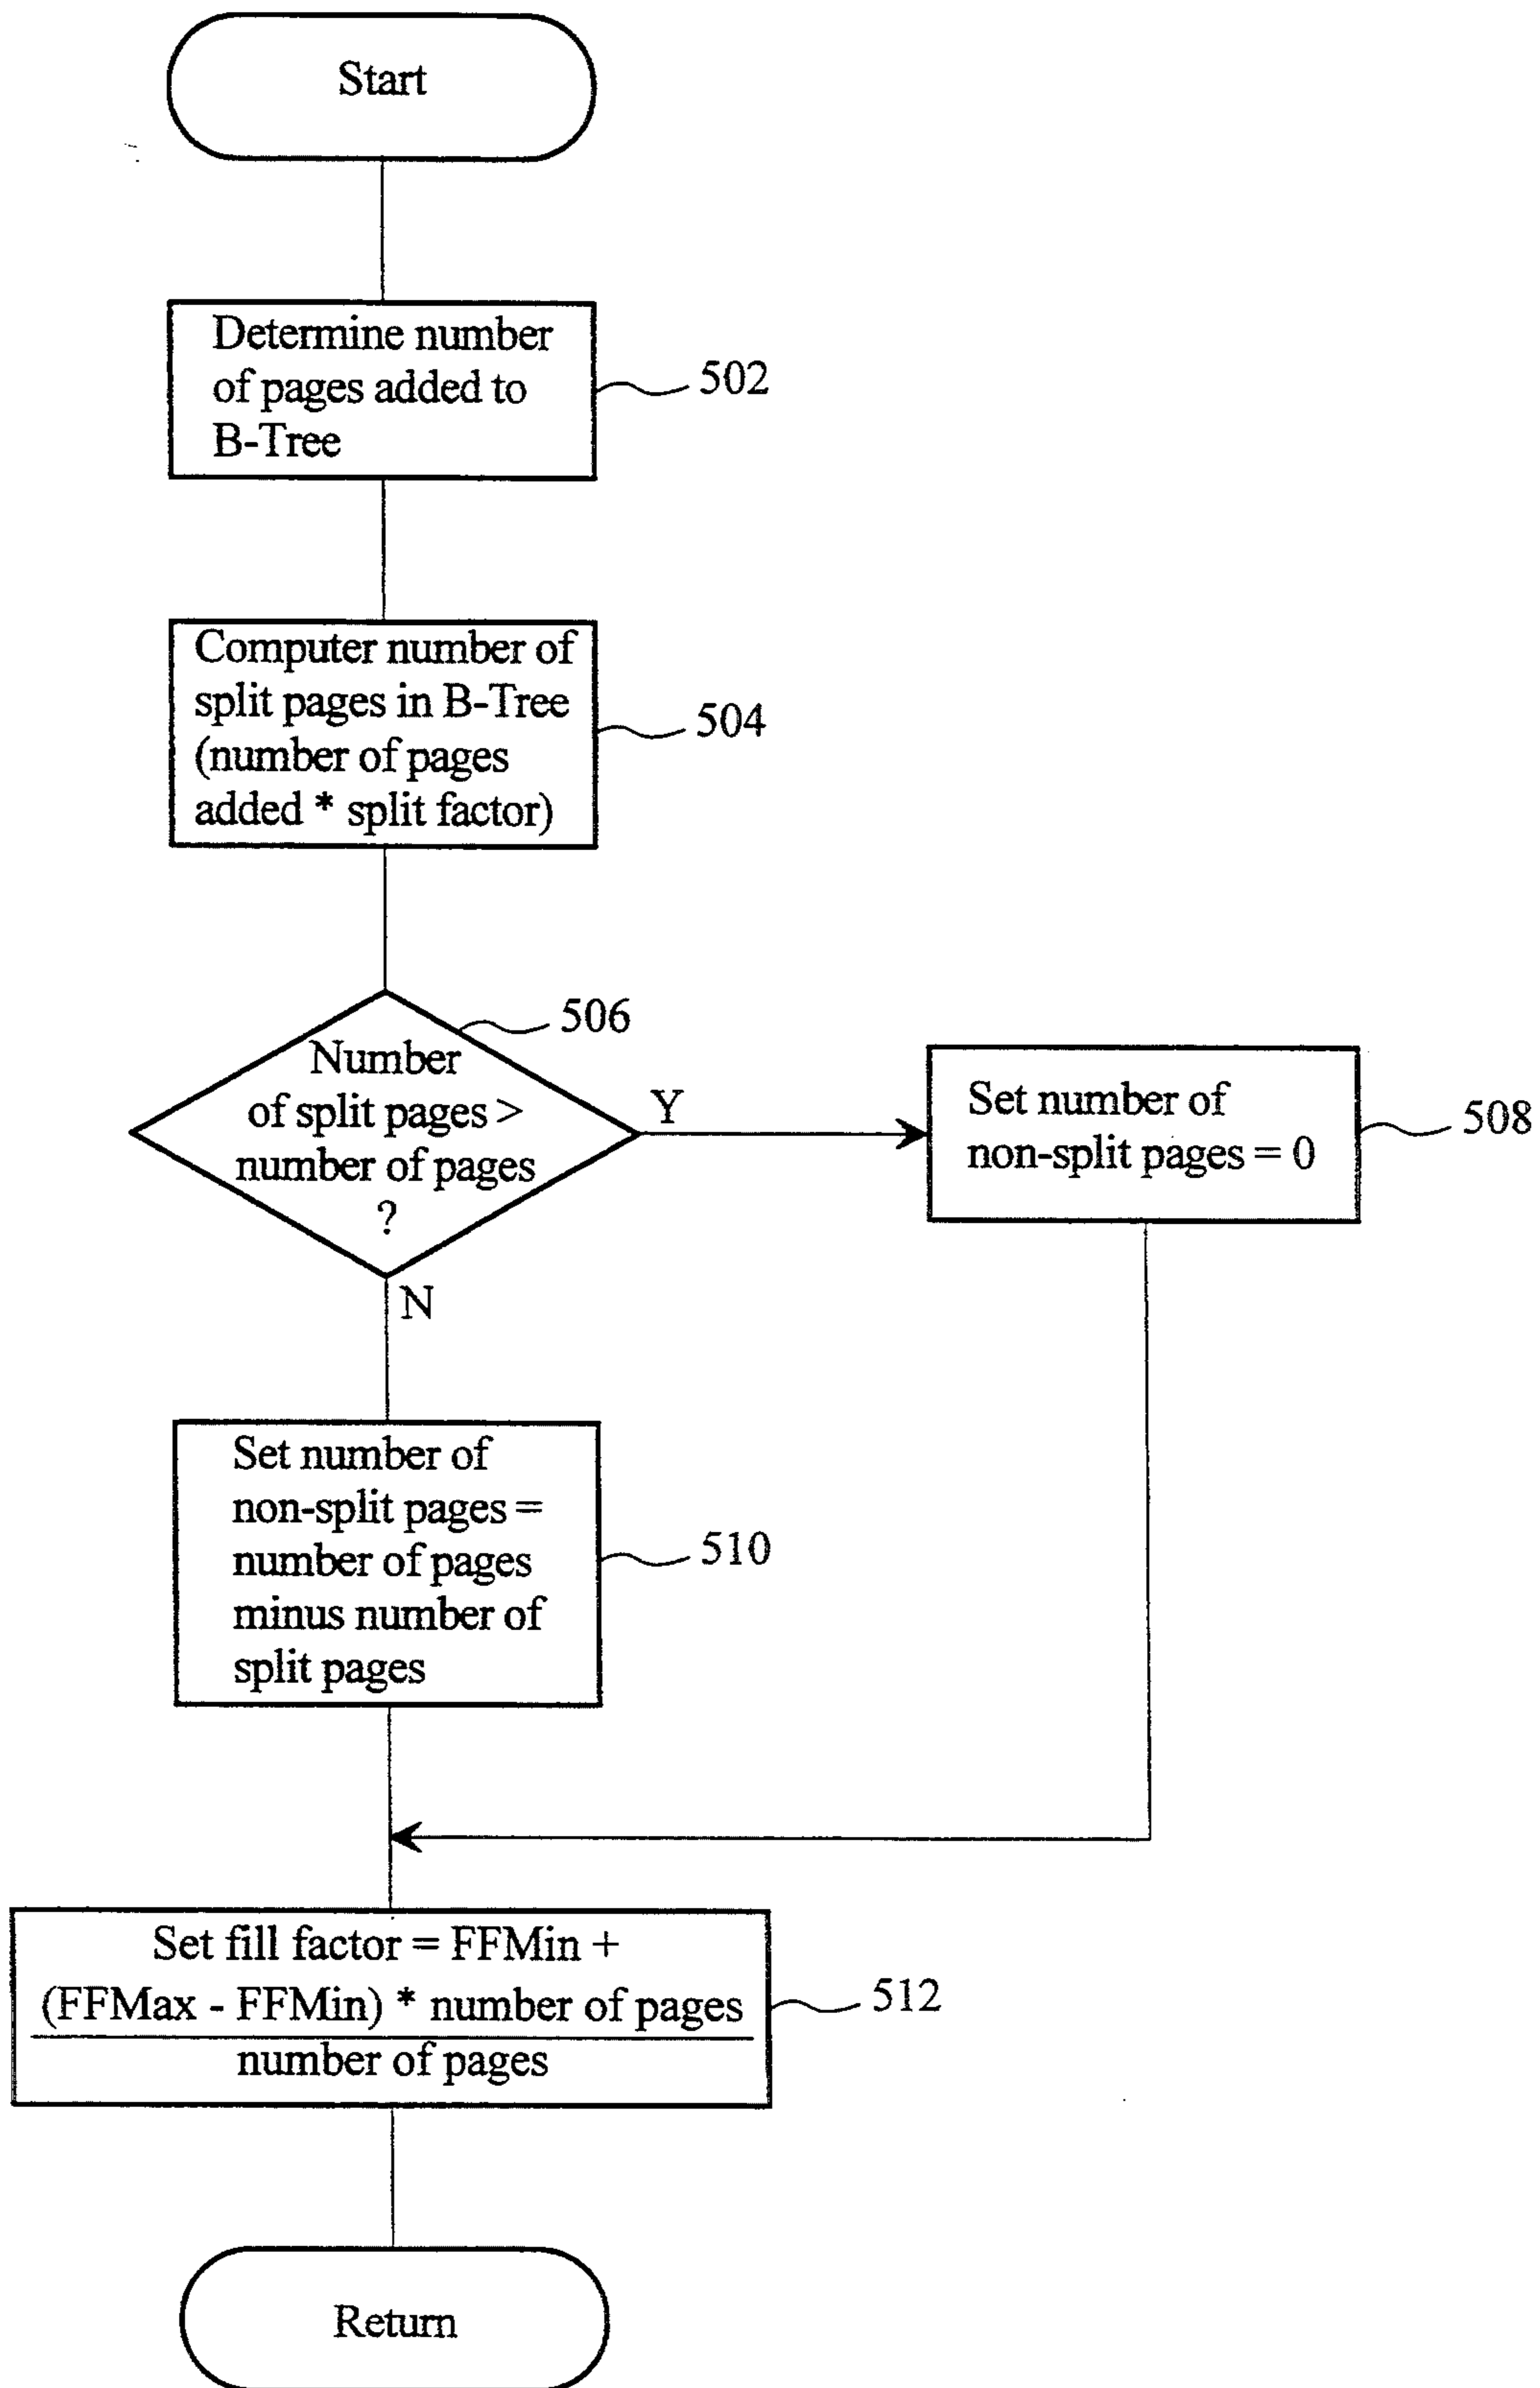 Start
Determine number
of pages added to
B-Tree
502
Computer number of
split pages in B-Tree
(number of pages
added * split factor)
504
506
Number
of split pages >
number of pages
?
Y
Set number of
non-split pages = 0
508
N
Set number of
non-split pages =
number of pages
minus number of
split pages
510
Set fill factor = FFMin +
(FFMax - FFMin) * number of pages
number of pages
512
Return